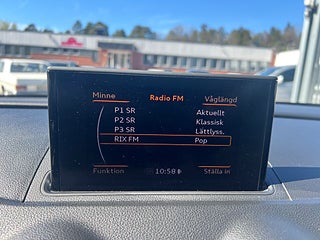 Minne Radio FM Våglängd
P1 SR Aktuellt
P2 SR Klassisk
P3 SR Lättlyss.
RIX FM Pop
Funktion 10:58 Ställa in